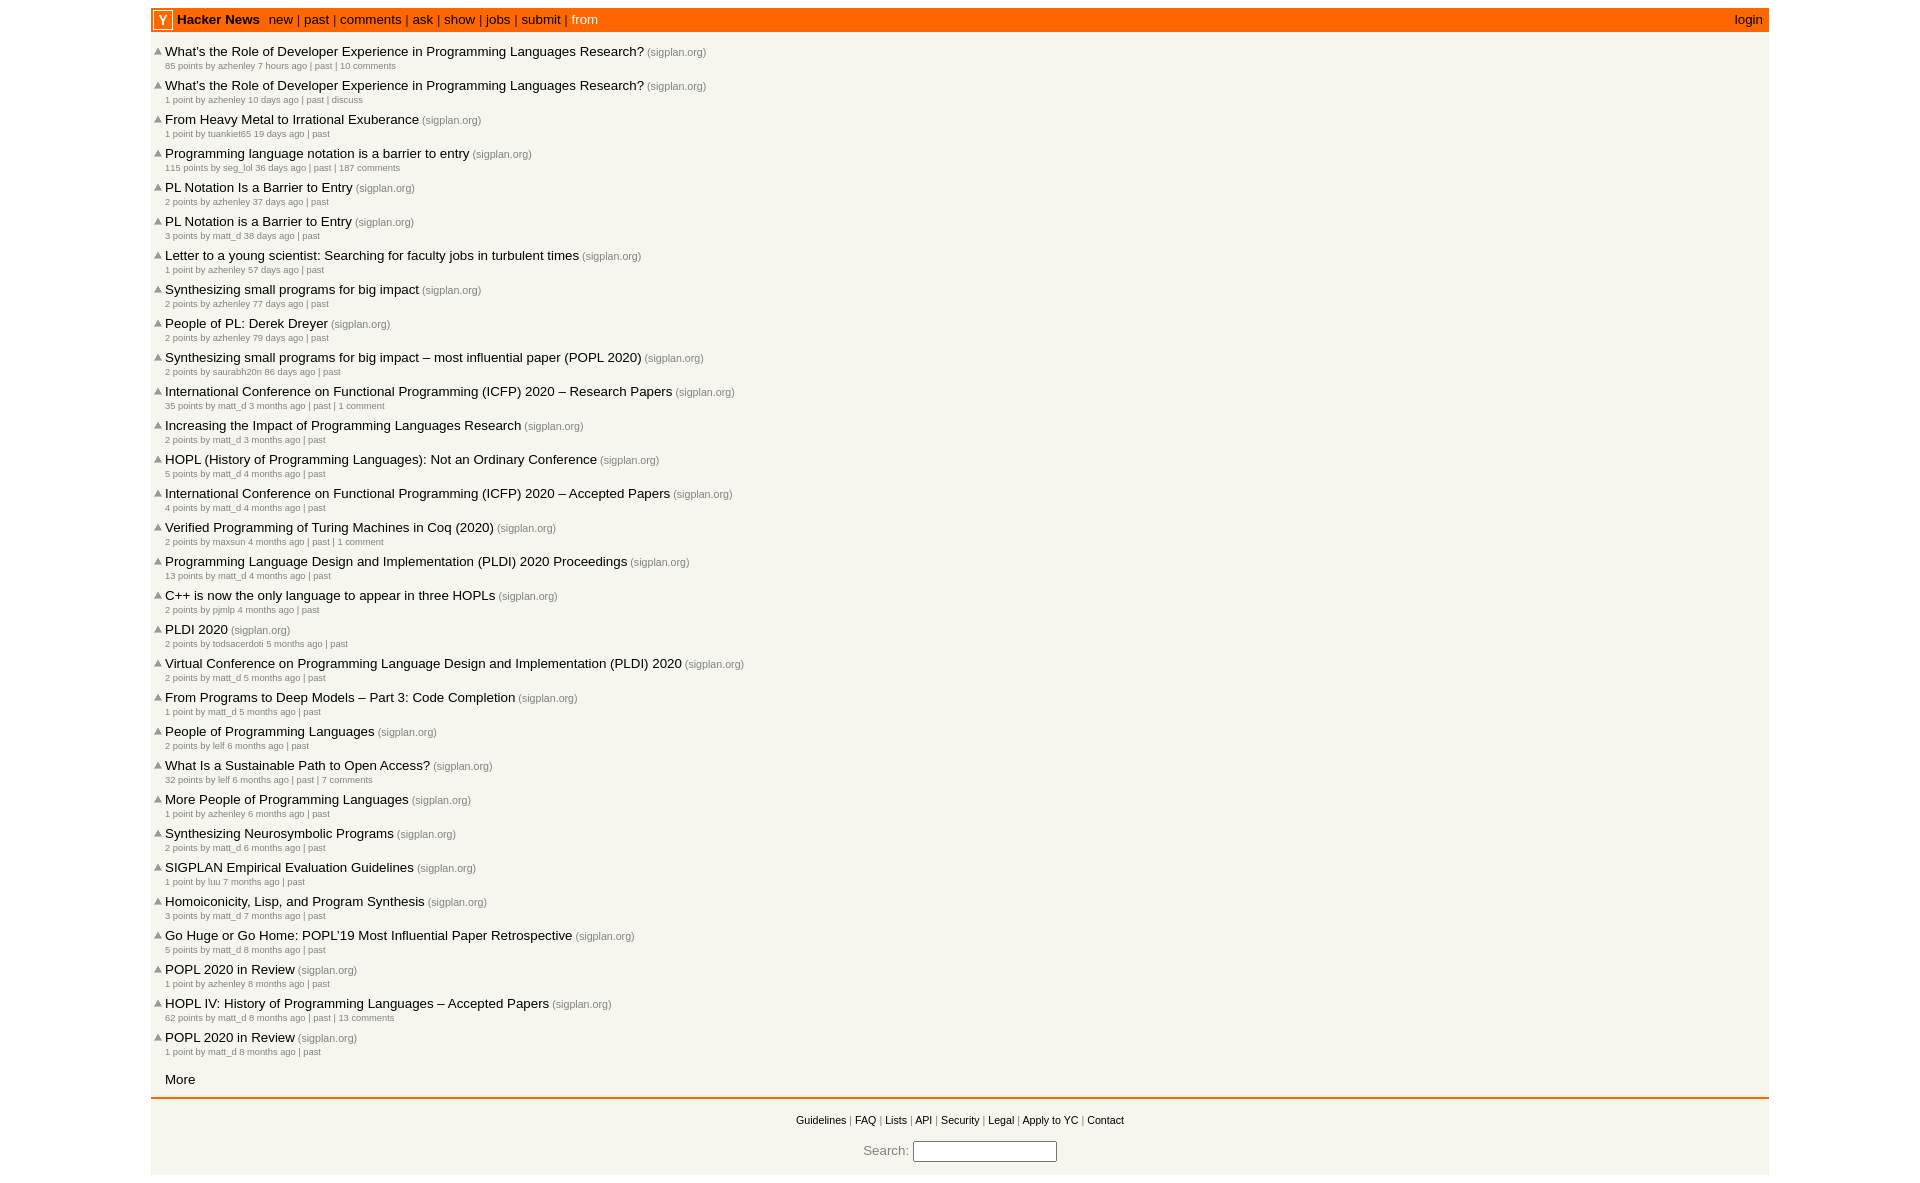 Y Hacker News new | past | comments | ask | show | jobs | submit | from login
What's the Role of Developer Experience in Programming Languages Research? (sigplan.org)
85 points by azhenley 7 hours ago | past | 10 comments
What's the Role of Developer Experience in Programming Languages Research? (sigplan.org)
1 point by azhenley 10 days ago | past | discuss
From Heavy Metal to Irrational Exuberance (sigplan.org)
1 point by tuankiet65 19 days ago | past
Programming language notation is a barrier to entry (sigplan.org)
115 points by seg_lol 36 days ago | past | 187 comments
PL Notation Is a Barrier to Entry (sigplan.org)
2 points by azhenley 37 days ago | past
PL Notation is a Barrier to Entry (sigplan.org)
3 points by matt_d 38 days ago | past
Letter to a young scientist: Searching for faculty jobs in turbulent times (sigplan.org)
1 point by azhenley 57 days ago | past
Synthesizing small programs for big impact (sigplan.org)
2 points by azhenley 77 days ago | past
People of PL: Derek Dreyer (sigplan.org)
2 points by azhenley 79 days ago | past
Synthesizing small programs for big impact – most influential paper (POPL 2020) (sigplan.org)
2 points by saurabh20n 86 days ago | past
International Conference on Functional Programming (ICFP) 2020 – Research Papers (sigplan.org)
35 points by matt_d 3 months ago | past | 1 comment
Increasing the Impact of Programming Languages Research (sigplan.org)
2 points by matt_d 3 months ago | past
HOPL (History of Programming Languages): Not an Ordinary Conference (sigplan.org)
5 points by matt_d 4 months ago | past
International Conference on Functional Programming (ICFP) 2020 – Accepted Papers (sigplan.org)
4 points by matt_d 4 months ago | past
Verified Programming of Turing Machines in Coq (2020) (sigplan.org)
2 points by maxsun 4 months ago | past | 1 comment
Programming Language Design and Implementation (PLDI) 2020 Proceedings (sigplan.org)
13 points by matt_d 4 months ago | past
C++ is now the only language to appear in three HOPLs (sigplan.org)
2 points by pjmlp 4 months ago | past
PLDI 2020 (sigplan.org)
2 points by todsacerdoti 5 months ago | past
Virtual Conference on Programming Language Design and Implementation (PLDI) 2020 (sigplan.org)
2 points by matt_d 5 months ago | past
From Programs to Deep Models – Part 3: Code Completion (sigplan.org)
1 point by matt_d 5 months ago | past
People of Programming Languages (sigplan.org)
2 points by lelf 6 months ago | past
What Is a Sustainable Path to Open Access? (sigplan.org)
32 points by lelf 6 months ago | past | 7 comments
More People of Programming Languages (sigplan.org)
1 point by azhenley 6 months ago | past
Synthesizing Neurosymbolic Programs (sigplan.org)
2 points by matt_d 6 months ago | past
SIGPLAN Empirical Evaluation Guidelines (sigplan.org)
1 point by luu 7 months ago | past
Homoiconicity, Lisp, and Program Synthesis (sigplan.org)
3 points by matt_d 7 months ago | past
Go Huge or Go Home: POPL'19 Most Influential Paper Retrospective (sigplan.org)
5 points by matt_d 8 months ago | past
POPL 2020 in Review (sigplan.org)
1 point by azhenley 8 months ago | past
HOPL IV: History of Programming Languages – Accepted Papers (sigplan.org)
62 points by matt_d 8 months ago | past | 13 comments
POPL 2020 in Review (sigplan.org)
1 point by matt_d 8 months ago | past
More
Guidelines | FAQ | Lists | API | Security | Legal | Apply to YC | Contact
Search: